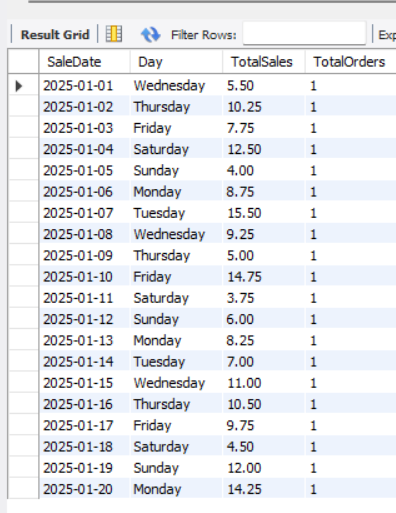 Result Grid Filter Rows: Exp
SaleDate Day TotalSales TotalOrders
2025-01-01 Wednesday 5.50 1
2025-01-02 Thursday 10.25 1
2025-01-03 Friday 7.75 1
2025-01-04 Saturday 12.50 1
2025-01-05 Sunday 4.00 1
2025-01-06 Monday 8.75 1
2025-01-07 Tuesday 15.50 1
2025-01-08 Wednesday 9.25 1
2025-01-09 Thursday 5.00 1
2025-01-10 Friday 14.75 1
2025-01-11 Saturday 3.75 1
2025-01-12 Sunday 6.00 1
2025-01-13 Monday 8.25 1
2025-01-14 Tuesday 7.00 1
2025-01-15 Wednesday 11.00 1
2025-01-16 Thursday 10.50 1
2025-01-17 Friday 9.75 1
2025-01-18 Saturday 4.50 1
2025-01-19 Sunday 12.00 1
2025-01-20 Monday 14.25 1